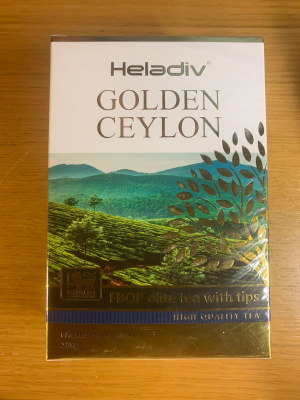 Heladiv®
GOLDEN
CEYLON
FBOP elite tea with tips
HIGH QUALITY TEA